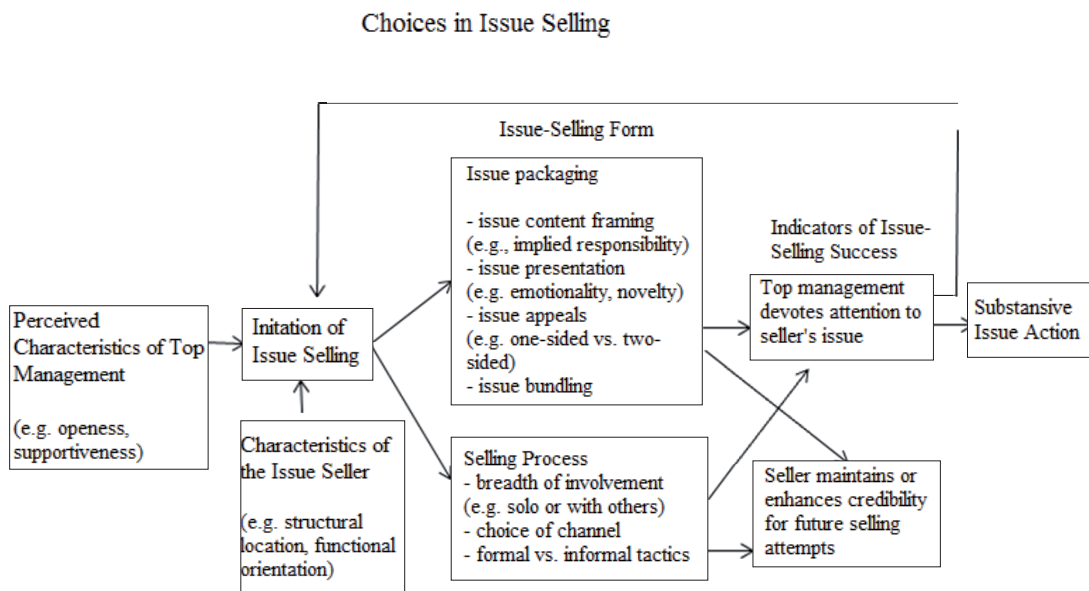 Choices in Issue Selling
Issue-Selling Form
Issue packaging
- issue content framing
(e.g., implied responsibility)
- issue presentation
(e.g. emotionality, novelty)
- issue appeals
(e.g. one-sided vs. two-
sided)
- issue bundling
Indicators of Issue-
Selling Success
Top management
devotes attention to
seller's issue
Substansive
Issue Action
Perceived
Characteristics of Top
Management
(e.g. openess,
supportiveness)
Initation of
Issue Selling
Characteristics of
the Issue Seller
(e.g. structural
location, functional
orientation)
Selling Process
- breadth of involvement
(e.g. solo or with others)
- choice of channel
- formal vs. informal tactics
Seller maintains or
enhances credibility
for future selling
attempts